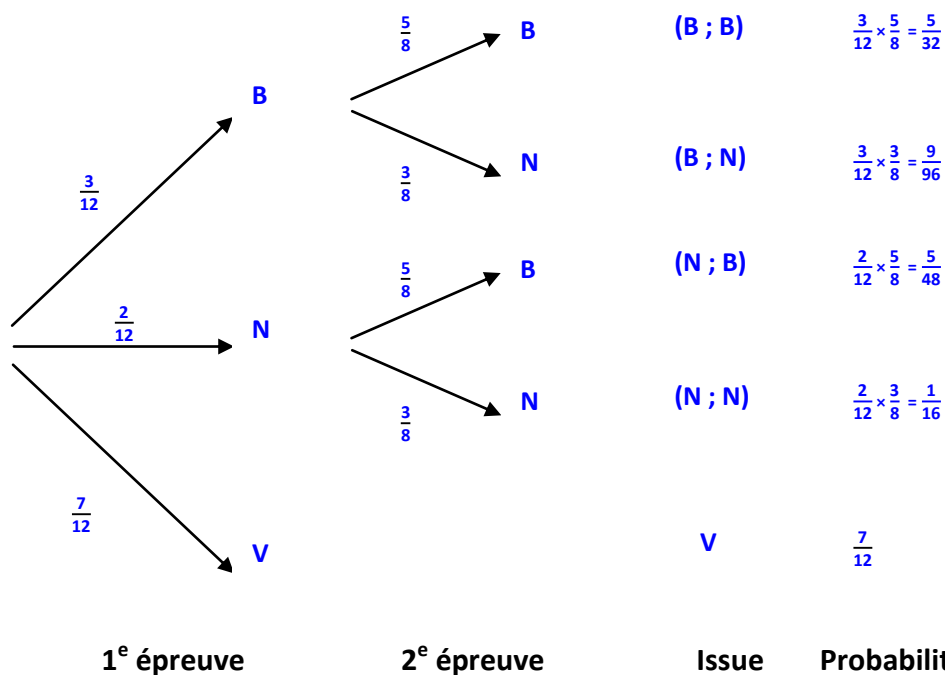 5/8 B (B ; B) 3/12 × 5/8 = 5/32
B
3/12 3/8 N (B ; N) 3/12 × 3/8 = 9/96
5/8 B (N ; B) 2/12 × 5/8 = 5/48
2/12 N
3/8 N (N ; N) 2/12 × 3/8 = 1/16
7/12 V V 7/12
1e épreuve 2e épreuve Issue Probabilit